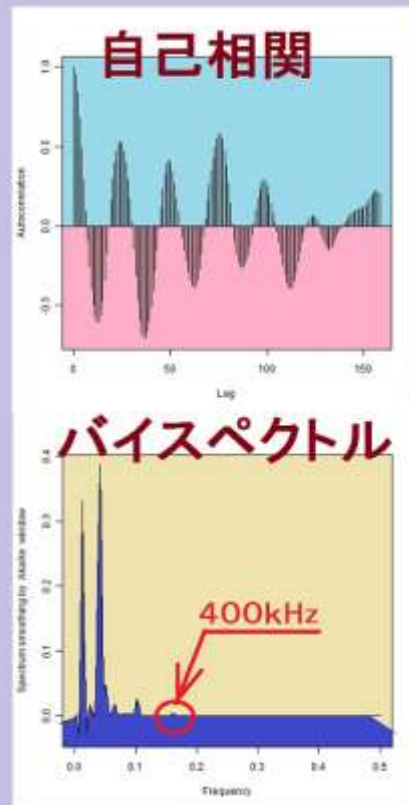 自己相関
1.0
0.5
0.0
-0.5
Autocorrelation
0 50 100 150
Lag
バイスペクトル
0.4
0.3
0.2
0.1
0.0
Spectrum smoothing by Akaike window
400kHz
0.0 0.1 0.2 0.3 0.4 0.5
Frequency